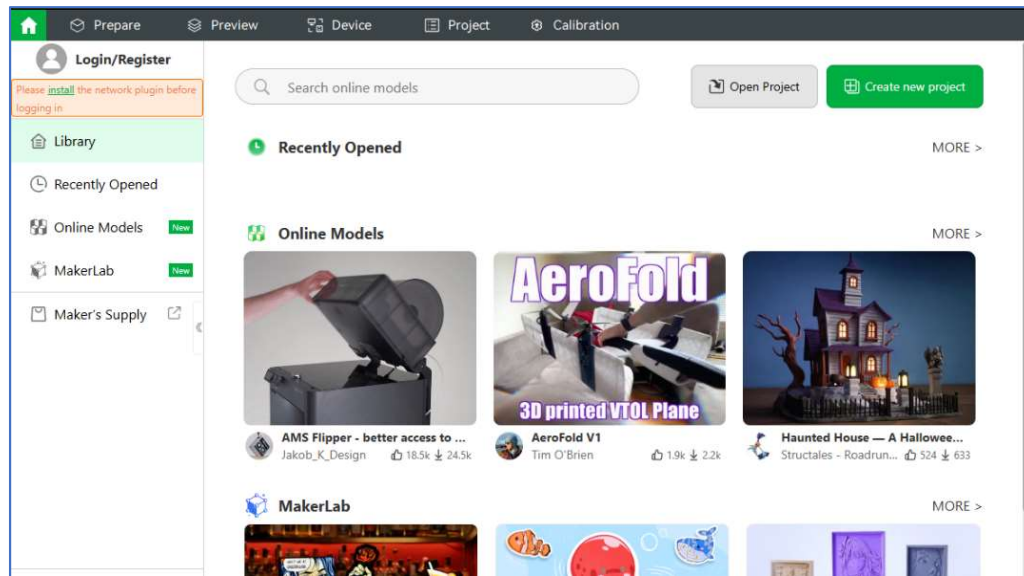 Prepare Preview Device Project Calibration
Login/Register
Please install the network plugin before
logging in
Library
Recently Opened
Online Models New
MakerLab New
Maker's Supply
Search online models
Open Project
Create new project
Recently Opened MORE >
Online Models MORE >
AeroFold
3D printed VTOL Plane
AMS Flipper - better access to ...
Jakob_K_Design 18.5k 24.5k
AeroFold V1
Tim O'Brien 1.9k 2.2k
Haunted House — A Hallowee...
Structales - Roadrun... 524 633
MakerLab MORE >